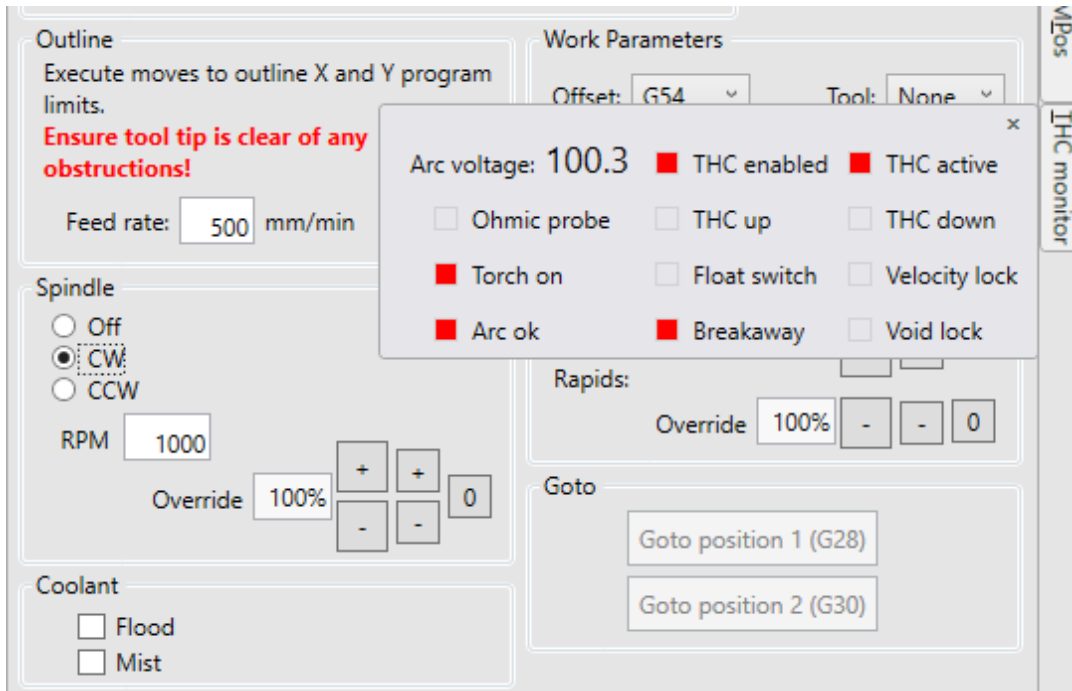 Outline
Execute moves to outline X and Y program
limits.
Ensure tool tip is clear of any
obstructions!
Feed rate: 500 mm/min
Work Parameters
Offset: G54 Tool: None
×
Arc voltage: 100.3 THC enabled THC active
Ohmic probe THC up THC down
Torch on Float switch Velocity lock
Arc ok Breakaway Void lock
Spindle
Off
CW
CCW
RPM 1000
+ +
Override 100% 0
- -
Rapids:
Override 100% - - 0
Goto
Goto position 1 (G28)
Goto position 2 (G30)
Coolant
Flood
Mist
MPos
THC monitor